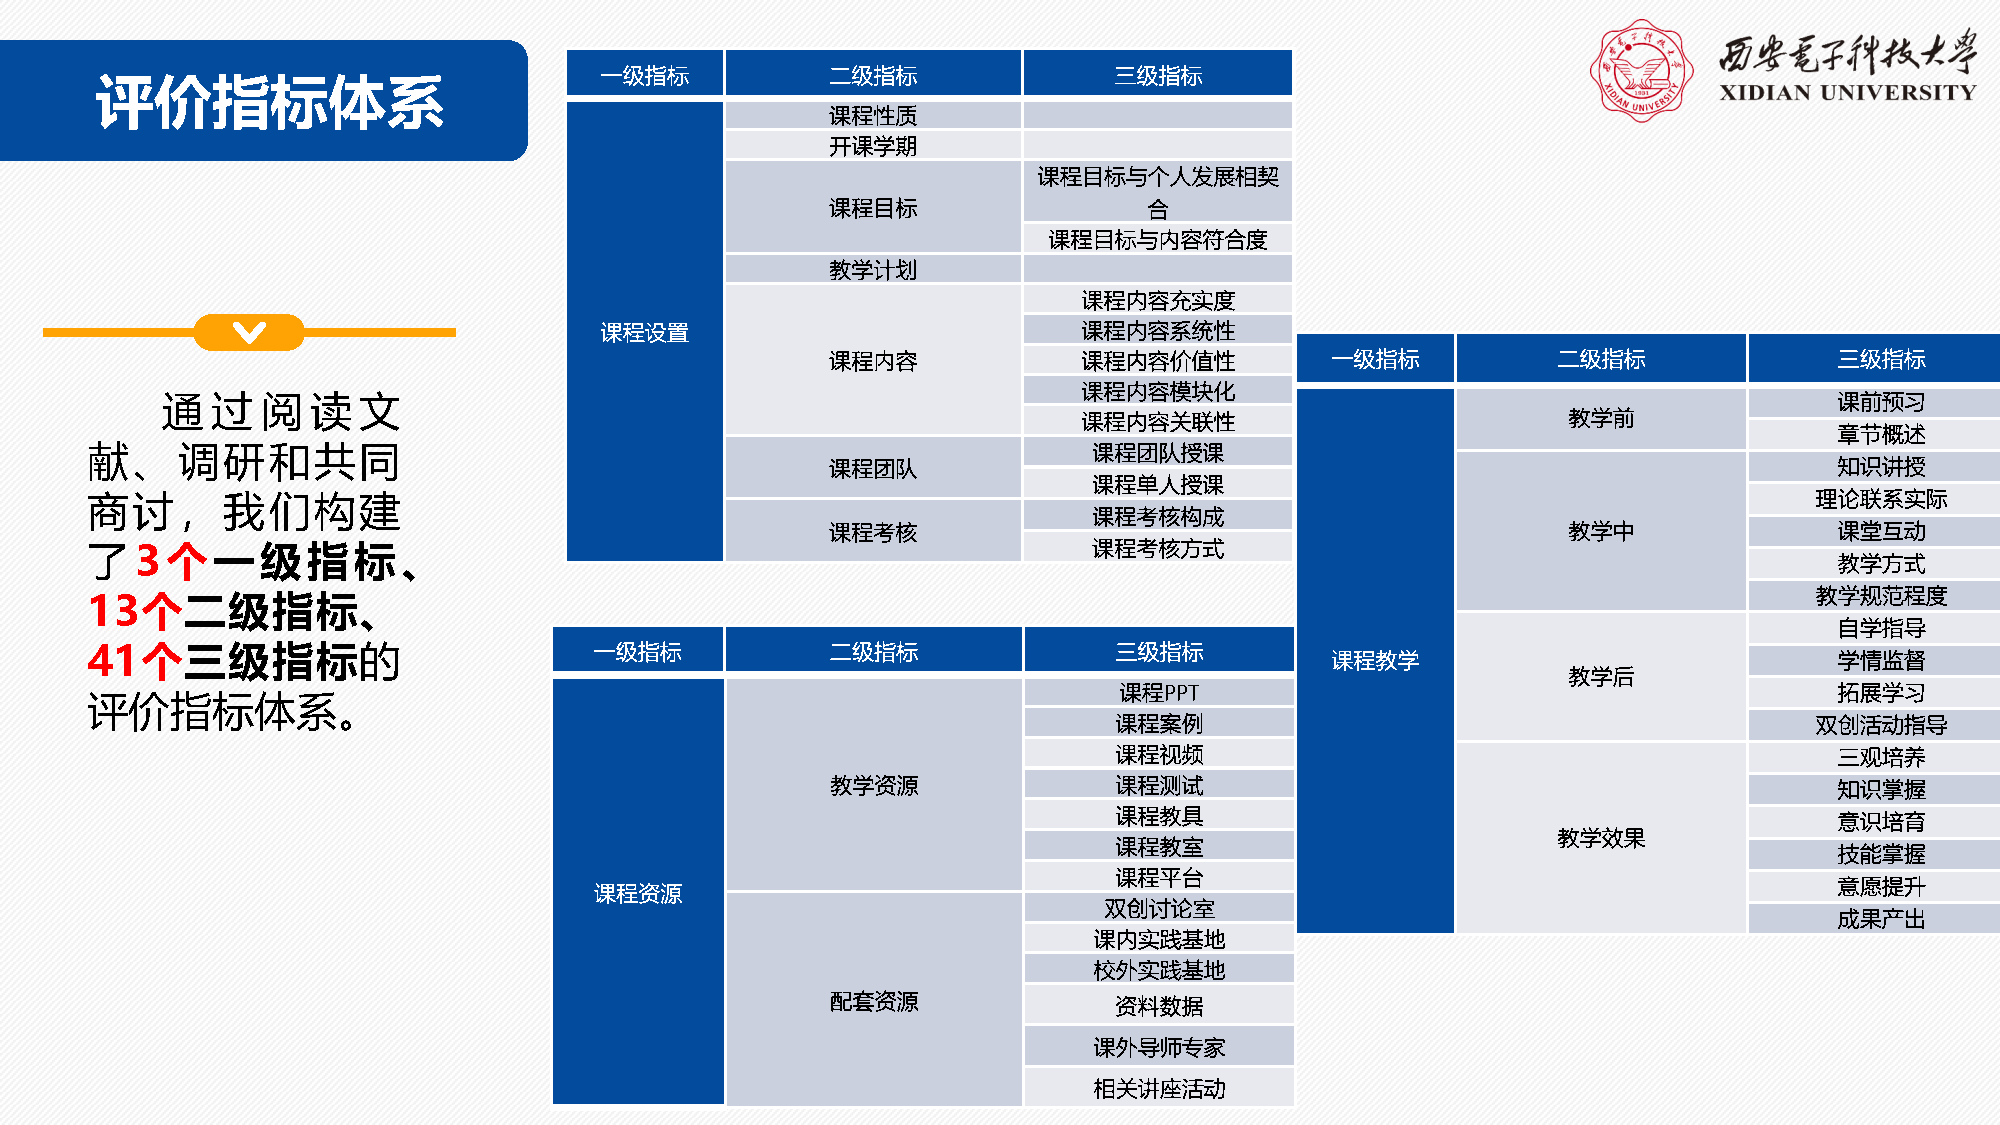 评价指标体系
通过阅读文
献、调研和共同
商讨，我们构建
了3个一级指标、
13个二级指标、
41个三级指标的
评价指标体系。
一级指标 二级指标 三级指标
课程设置
课程性质
开课学期
课程目标
课程目标与个人发展相契
合
课程目标与内容符合度
教学计划
课程内容
课程内容充实度
课程内容系统性
课程内容价值性
课程内容模块化
课程内容关联性
课程团队
课程团队授课
课程单人授课
课程考核
课程考核构成
课程考核方式
一级指标 二级指标 三级指标
课程资源
教学资源
课程PPT
课程案例
课程视频
课程测试
课程教具
课程教室
课程平台
配套资源
双创讨论室
课内实践基地
校外实践基地
资料数据
课外导师专家
相关讲座活动
西安电子科技大学
XIDIAN UNIVERSITY
一级指标 二级指标 三级指标
课程教学
教学前
课前预习
章节概述
教学中
知识讲授
理论联系实际
课堂互动
教学方式
教学规范程度
教学后
自学指导
学情监督
拓展学习
双创活动指导
教学效果
三观培养
知识掌握
意识培育
技能掌握
意愿提升
成果产出